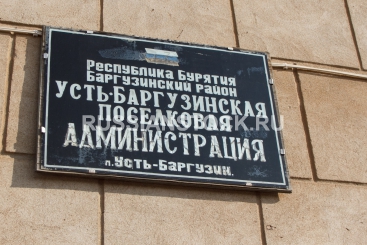 Республика Бурятия
Баргузинский район
УСТЬ-БАРГУЗИНСКАЯ
ПОСЕЛКОВАЯ
АДМИНИСТРАЦИЯ
п.Усть-Баргузин.